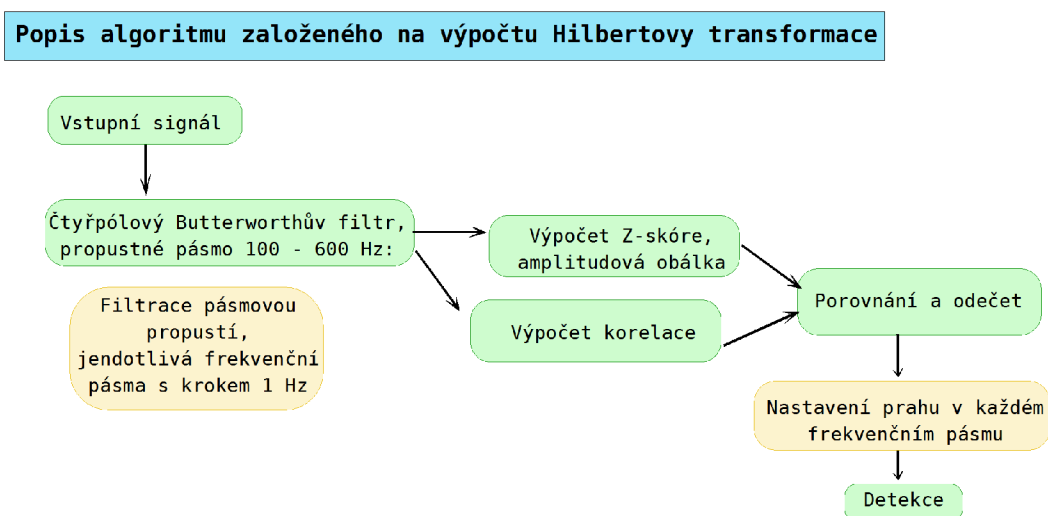 Popis algoritmu založeného na výpočtu Hilbertovy transformace
Vstupní signál
Čtyřpólový Butterworthův filtr,
propustné pásmo 100 - 600 Hz:
Filtrace pásmovou
propustí,
jendotlivá frekvenční
pásma s krokem 1 Hz
Výpočet Z-skóre,
amplitudová obálka
Výpočet korelace
Porovnání a odečet
Nastavení prahu v každém
frekvenčním pásmu
Detekce